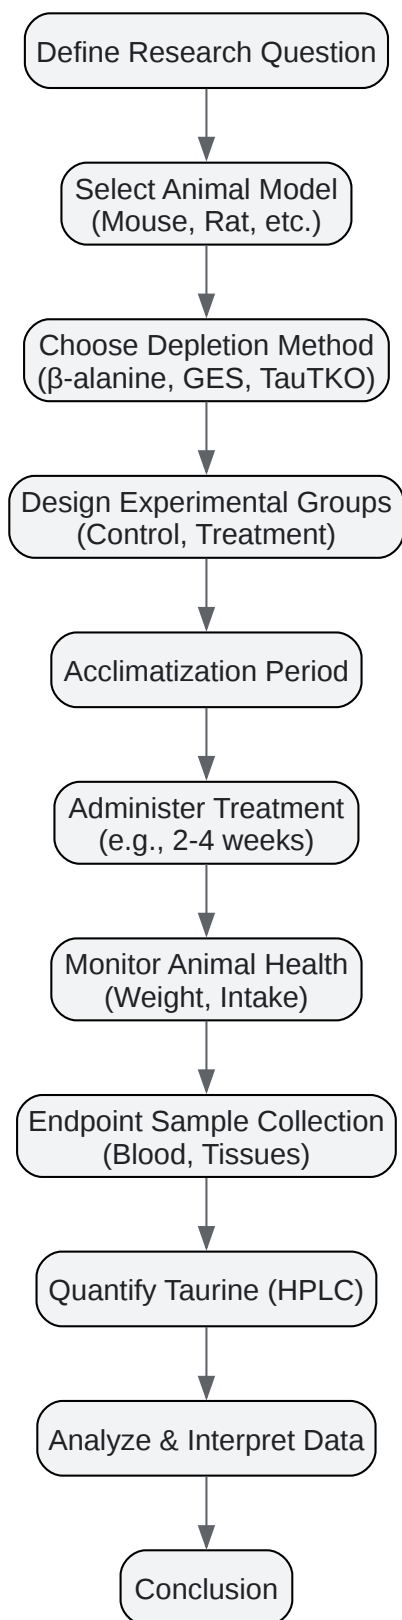 Define Research Question
Select Animal Model
(Mouse, Rat, etc.)
Choose Depletion Method
(β-alanine, GES, TauTKO)
Design Experimental Groups
(Control, Treatment)
Acclimatization Period
Administer Treatment
(e.g., 2-4 weeks)
Monitor Animal Health
(Weight, Intake)
Endpoint Sample Collection
(Blood, Tissues)
Quantify Taurine (HPLC)
Analyze & Interpret Data
Conclusion